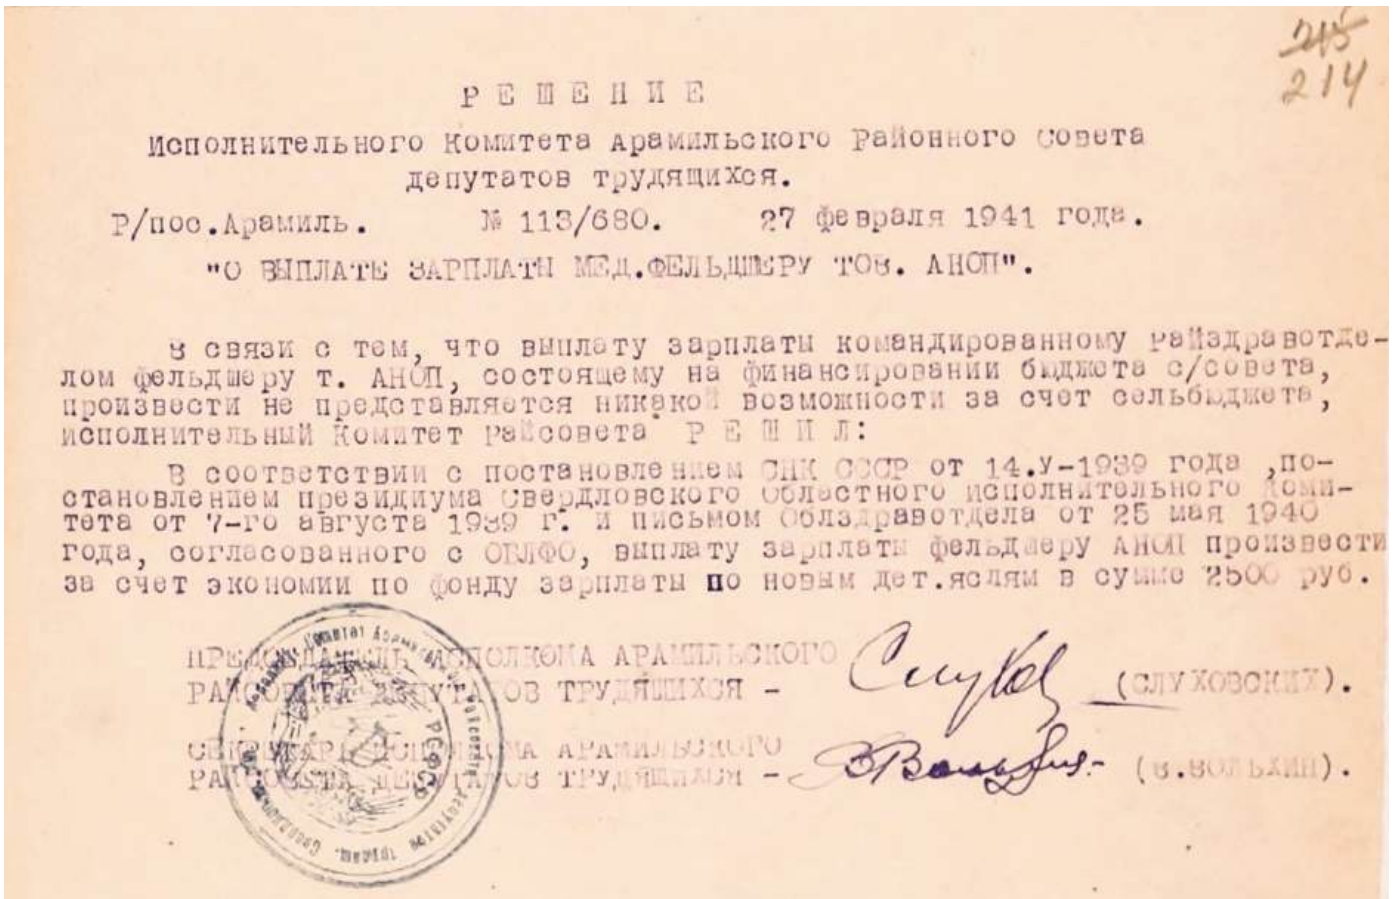 215
214
РЕШЕНИЕ
Исполнительного Комитета Арамильского Районного Совета
депутатов трудящихся.
Р/пос.Арамиль. № 113/680. 27 февраля 1941 года.
"О ВЫПЛАТЕ ЗАРПЛАТЫ МЕД.ФЕЛЬДШЕРУ ТОВ. АНОП".
В связи с тем, что выплату зарплаты командированному Райздравотде-
лом фельдшеру т. АНОП, состоящему на финансировании бюджета с/совета,
произвести не представляется никакой возможности за счет сельбюджета,
исполнительный Комитет Райсовета РЕШИЛ:
В соответствии с постановлением СНК СССР от 14.У-1939 года ,по-
становлением президиума Свердловского Областного исполнительного Коми-
тета от 7-го августа 1939 г. и письмом Облздравотдела от 25 мая 1940
года, согласованного с ОБЛФО, выплату зарплаты фельдшеру АНОП произвести
за счет экономии по фонду зарплаты по новым дет.яслям в сумме 2500 руб.
ПРЕДСЕДАТЕЛЬ ИСПОЛКОМА АРАМИЛЬСКОГО
РАЙСОВЕТА ДЕПУТАТОВ ТРУДЯЩИХСЯ - (СЛУХОВСКИХ).
СЕКРЕТАРЬ ИСПОЛКОМА АРАМИЛЬСКОГО
РАЙСОВЕТА ДЕПУТАТОВ ТРУДЯЩИХСЯ - (В.ВОЛЬХИН).
РСФСР